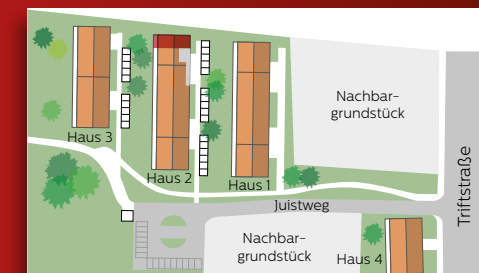 Nachbar-
grundstück
Haus 3
Haus 2
Haus 1
Triftstraße
Juistweg
Nachbar-
grundstück
Haus 4